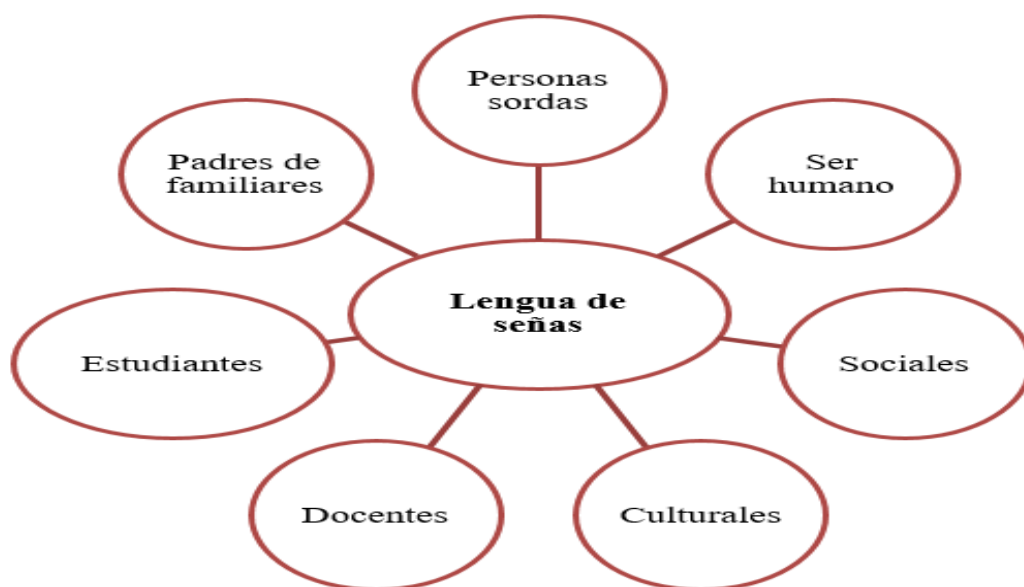 Personas
sordas
Padres de
familiares
Ser
humano
Lengua de
señas
Estudiantes
Sociales
Docentes
Culturales